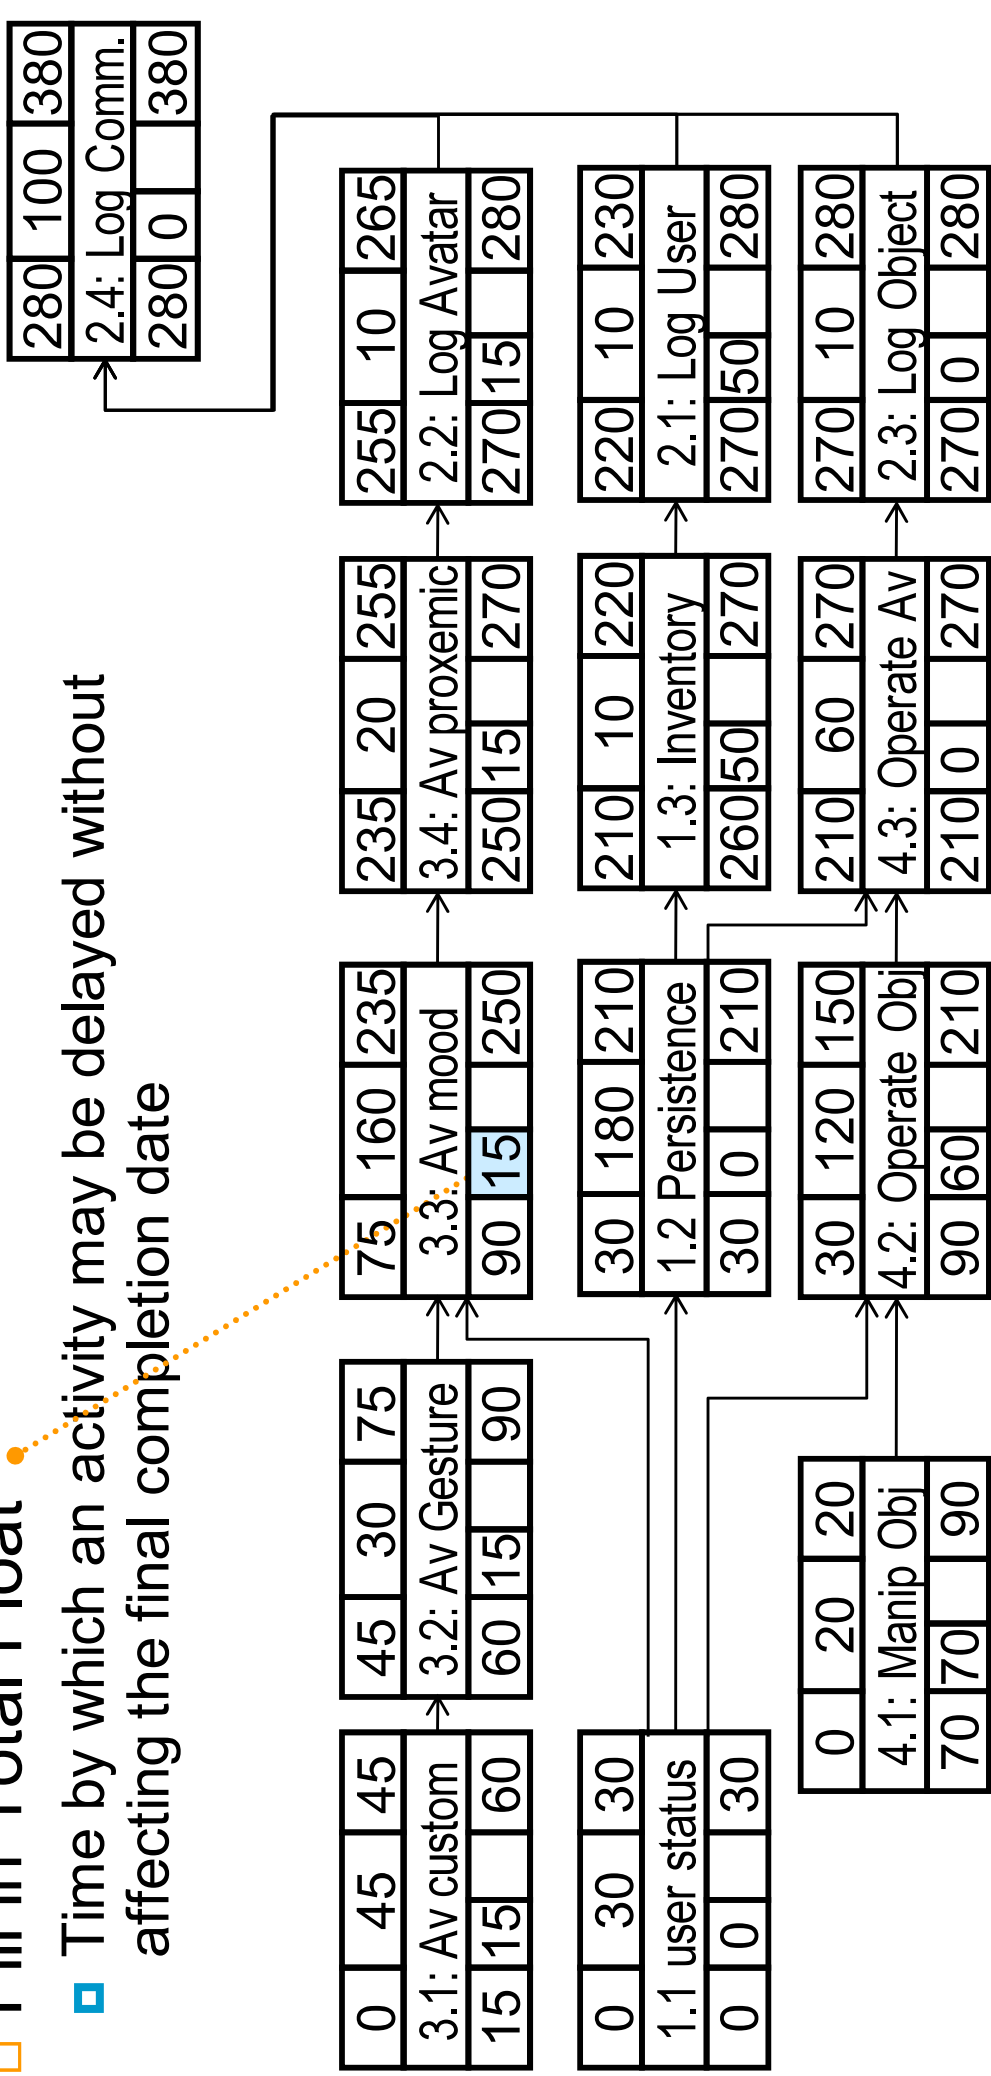 Fill in Total Float
Time by which an activity may be delayed without
affecting the final completion date
280 100 380
2.4: Log Comm.
280 0 380
0 45 45
3.1: Av custom
15 15 60
45 30 75
3.2: Av Gesture
60 15 90
75 160 235
3.3: Av mood
90 15 250
235 20 255
3.4: Av proxemic
250 15 270
255 10 265
2.2: Log Avatar
270 15 280
0 30 30
1.1 user status
0 0 30
30 180 210
1.2 Persistence
30 0 210
210 10 220
1.3: Inventory
260 50 270
220 10 230
2.1: Log User
270 50 280
0 20 20
4.1: Manip Obj
70 70 90
30 120 150
4.2: Operate Obj
90 60 210
210 60 270
4.3: Operate Av
210 0 270
270 10 280
2.3: Log Object
270 0 280